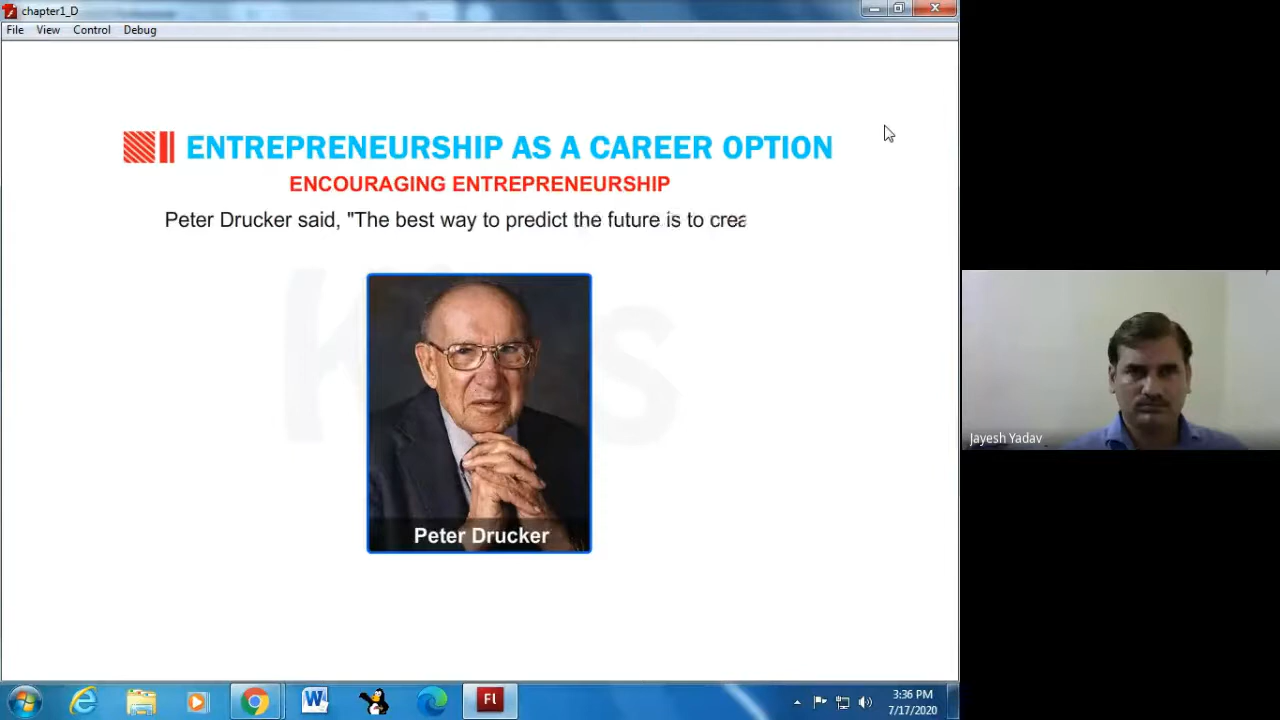 chapter1_D
File View Control Debug
ENTREPRENEURSHIP AS A CAREER OPTION
ENCOURAGING ENTREPRENEURSHIP
Peter Drucker said, "The best way to predict the future is to crea
Peter Drucker
Jayesh Yadav
Fl
3:36 PM
7/17/2020